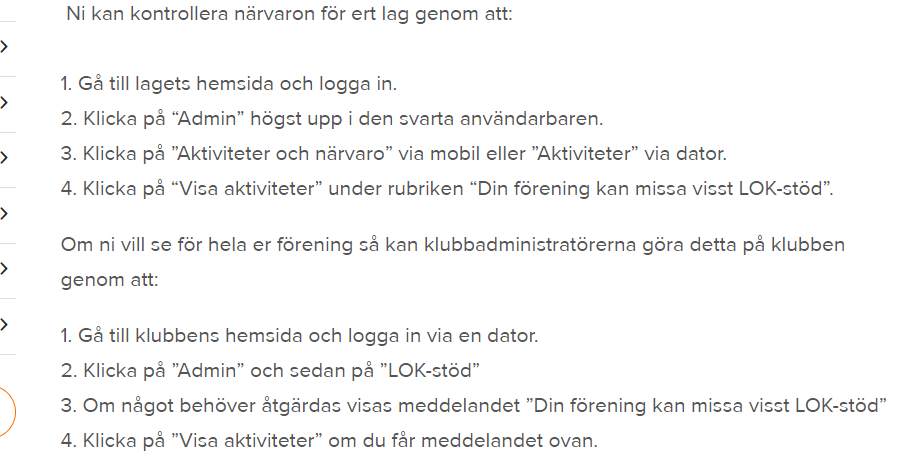 Ni kan kontrollera närvaron för ert lag genom att:
1. Gå till lagets hemsida och logga in.
2. Klicka på “Admin” högst upp i den svarta användarbaren.
3. Klicka på ”Aktiviteter och närvaro” via mobil eller ”Aktiviteter” via dator.
4. Klicka på “Visa aktiviteter” under rubriken “Din förening kan missa visst LOK-stöd”.
Om ni vill se för hela er förening så kan klubbadministratörerna göra detta på klubben
genom att:
1. Gå till klubbens hemsida och logga in via en dator.
2. Klicka på ”Admin” och sedan på ”LOK-stöd”
3. Om något behöver åtgärdas visas meddelandet ”Din förening kan missa visst LOK-stöd”
4. Klicka på ”Visa aktiviteter” om du får meddelandet ovan.